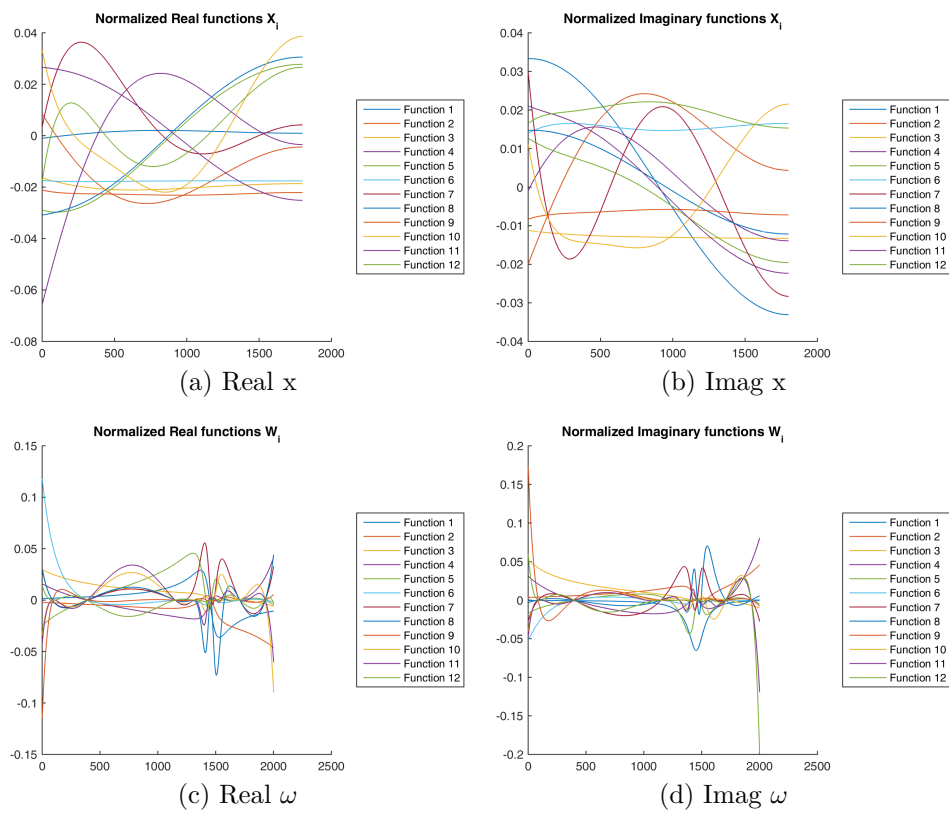 Normalized Real functions X_i
0.04
0.02
0
-0.02
-0.04
-0.06
-0.08
0
500
1000
1500
2000
Function 1
Function 2
Function 3
Function 4
Function 5
Function 6
Function 7
Function 8
Function 9
Function 10
Function 11
Function 12
(a) Real x
Normalized Imaginary functions X_i
0.04
0.03
0.02
0.01
0
-0.01
-0.02
-0.03
-0.04
0
500
1000
1500
2000
Function 1
Function 2
Function 3
Function 4
Function 5
Function 6
Function 7
Function 8
Function 9
Function 10
Function 11
Function 12
(b) Imag x
Normalized Real functions W_i
0.15
0.1
0.05
0
-0.05
-0.1
-0.15
0
500
1000
1500
2000
2500
Function 1
Function 2
Function 3
Function 4
Function 5
Function 6
Function 7
Function 8
Function 9
Function 10
Function 11
Function 12
(c) Real ω
Normalized Imaginary functions W_i
0.2
0.15
0.1
0.05
0
-0.05
-0.1
-0.15
-0.2
0
500
1000
1500
2000
2500
Function 1
Function 2
Function 3
Function 4
Function 5
Function 6
Function 7
Function 8
Function 9
Function 10
Function 11
Function 12
(d) Imag ω